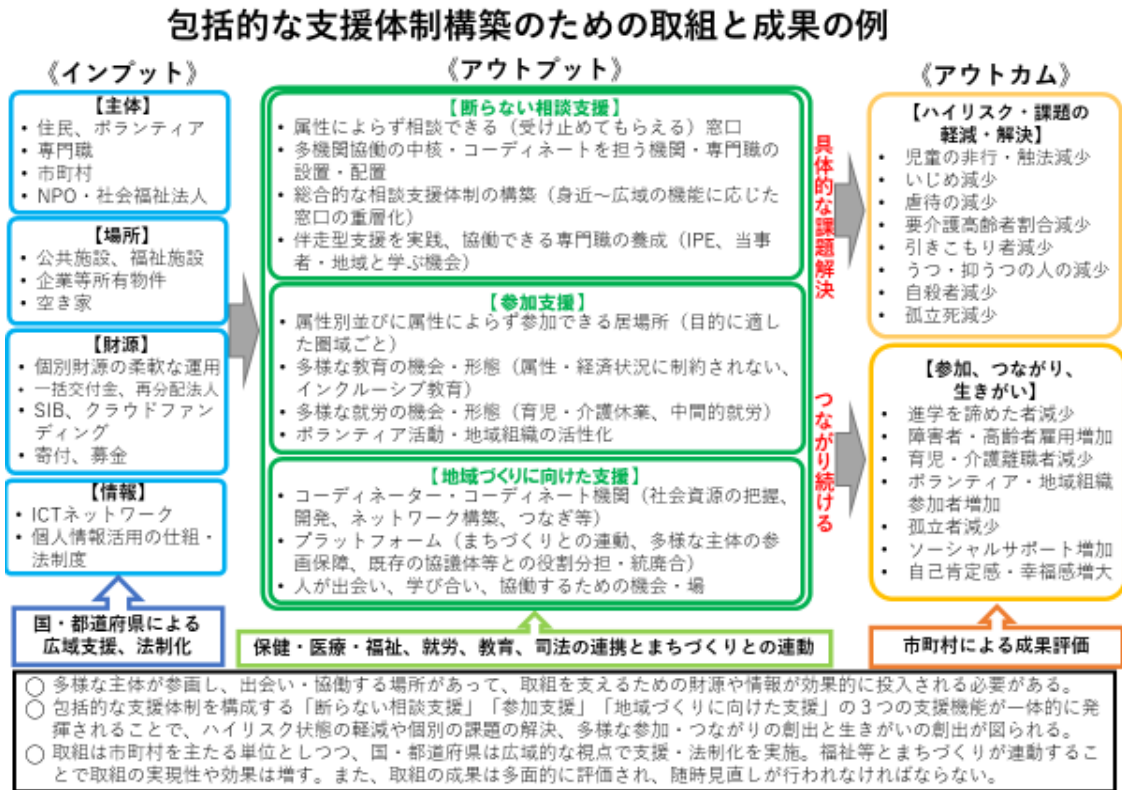 包括的な支援体制構築のための取組と成果の例
《インプット》
【主体】
• 住民、ボランティア
• 専門職
• 市町村
• NPO・社会福祉法人
【場所】
• 公共施設、福祉施設
• 企業等所有物件
• 空き家
【財源】
• 個別財源の柔軟な運用
• 一括交付金、再分配法人
• SIB、クラウドファン
ディング
• 寄付、募金
【情報】
• ICTネットワーク
• 個人情報活用の仕組・
法制度
国・都道府県による
広域支援、法制化
《アウトプット》
【断らない相談支援】
• 属性によらず相談できる(受け止めてもらえる)窓口
• 多機関協働の中核・コーディネートを担う機関・専門職の
設置・配置
• 総合的な相談支援体制の構築(身近~広域の機能に応じた
窓口の重層化)
• 伴走型支援を実践、協働できる専門職の養成(IPE、当事
者・地域と学ぶ機会)
【参加支援】
• 属性別並びに属性によらず参加できる居場所(目的に適し
た圏域ごと)
• 多様な教育の機会・形態(属性・経済状況に制約されない、
インクルーシブ教育)
• 多様な就労の機会・形態(育児・介護休業、中間的就労)
• ボランティア活動・地域組織の活性化
【地域づくりに向けた支援】
• コーディネーター・コーディネート機関(社会資源の把握、
開発、ネットワーク構築、つなぎ等)
• プラットフォーム(まちづくりとの連動、多様な主体の参
画保障、既存の協議体等との役割分担・統廃合)
• 人が出会い、学び合い、協働するための機会・場
保健・医療・福祉、就労、教育、司法の連携とまちづくりとの連動
具体的な課題解決
つながり続ける
《アウトカム》
【ハイリスク・課題の
軽減・解決】
• 児童の非行・触法減少
• いじめ減少
• 虐待の減少
• 要介護高齢者割合減少
• 引きこもり者減少
• うつ・抑うつの人の減少
• 自殺者減少
• 孤立死減少
【参加、つながり、
生きがい】
• 進学を諦めた者減少
• 障害者・高齢者雇用増加
• 育児・介護離職者減少
• ボランティア・地域組織
参加者増加
• 孤立者減少
• ソーシャルサポート増加
• 自己肯定感・幸福感増大
市町村による成果評価
○ 多様な主体が参画し、出会い・協働する場所があって、取組を支えるための財源や情報が効果的に投入される必要がある。
○ 包括的な支援体制を構成する「断らない相談支援」「参加支援」「地域づくりに向けた支援」の3つの支援機能が一体的に発
揮されることで、ハイリスク状態の軽減や個別の課題の解決、多様な参加・つながりの創出と生きがいの創出が図られる。
○ 取組は市町村を主たる単位としつつ、国・都道府県は広域的な視点で支援・法制化を実施。福祉等とまちづくりが連動するこ
とで取組の実現性や効果は増す。また、取組の成果は多面的に評価され、随時見直しが行われなければならない。